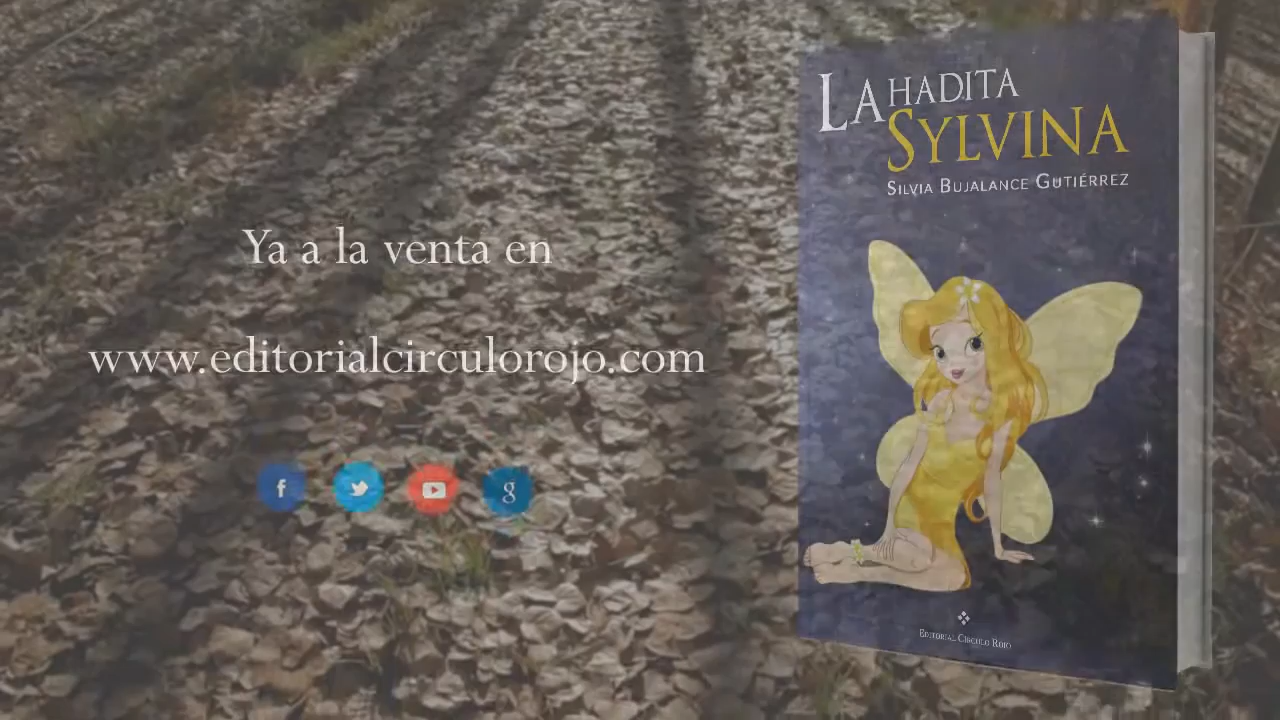 Ya a la venta en
www.editorialcirculorojo.com
f
g
LA HADITA
SYLVINA
SILVIA BUJALANCE GUTIÉRREZ
EDITORIAL CÍRCULO ROJO